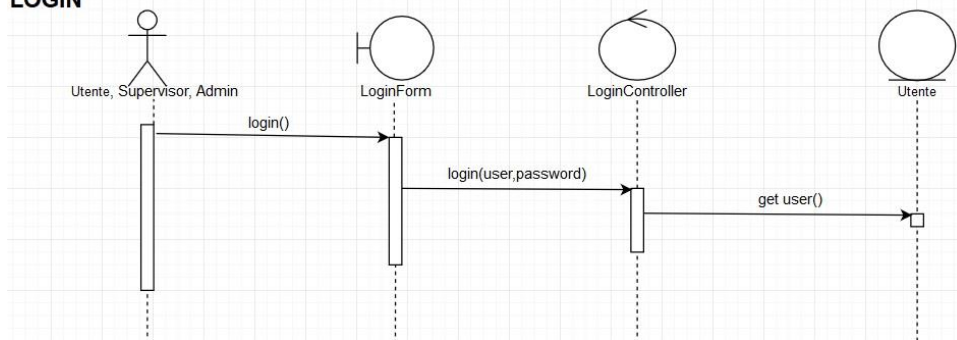 LOGIN
Utente, Supervisor, Admin
LoginForm
LoginController
Utente
login()
login(user,password)
get user()